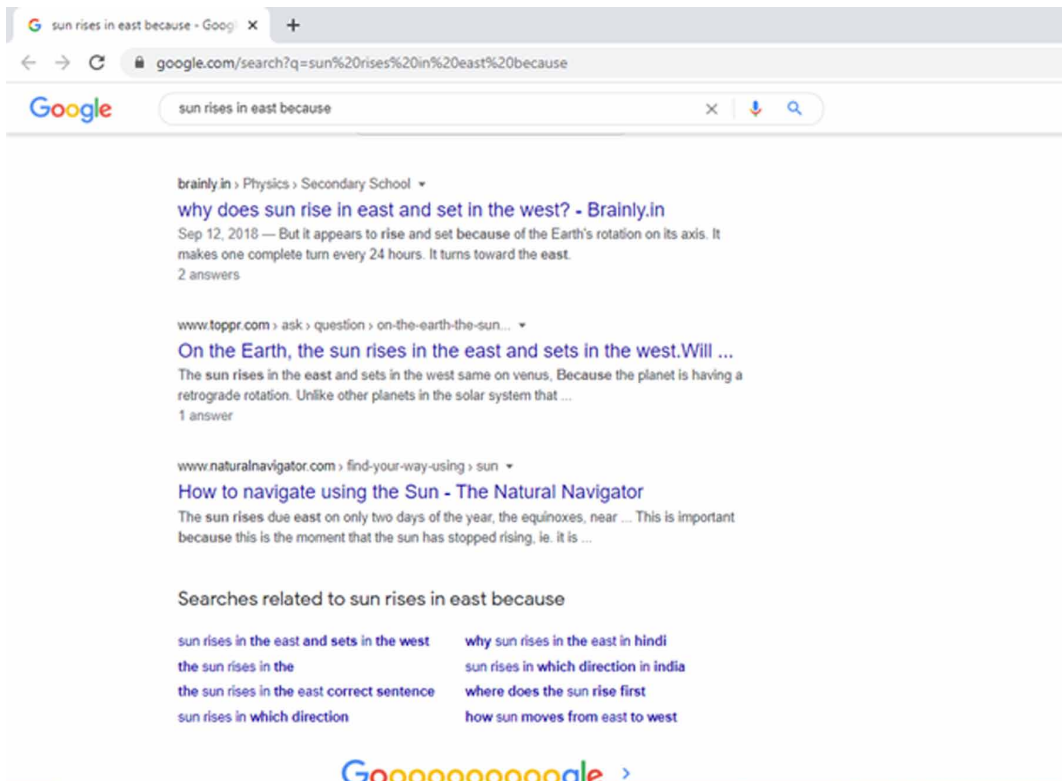 sun rises in east because - Goog
google.com/search?q=sun%20rises%20in%20east%20because
Google sun rises in east because
brainly.in › Physics › Secondary School
why does sun rise in east and set in the west? - Brainly.in
Sep 12, 2018 — But it appears to rise and set because of the Earth's rotation on its axis. It
makes one complete turn every 24 hours. It turns toward the east.
2 answers
www.toppr.com › ask › question › on-the-earth-the-sun...
On the Earth, the sun rises in the east and sets in the west.Will ...
The sun rises in the east and sets in the west same on venus, Because the planet is having a
retrograde rotation. Unlike other planets in the solar system that ...
1 answer
www.naturalnavigator.com › find-your-way-using › sun
How to navigate using the Sun - The Natural Navigator
The sun rises due east on only two days of the year, the equinoxes, near ... This is important
because this is the moment that the sun has stopped rising, ie. it is ...
Searches related to sun rises in east because
sun rises in the east and sets in the west why sun rises in the east in hindi
the sun rises in the sun rises in which direction in india
the sun rises in the east correct sentence where does the sun rise first
sun rises in which direction how sun moves from east to west
Goooooooooogle >